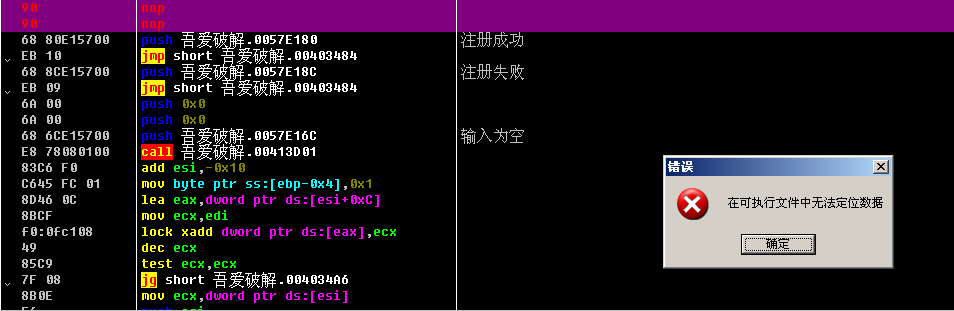 90 nop
90 nop
68 80E15700 push 吾爱破解.0057E180 注册成功
EB 10 jmp short 吾爱破解.00403484
68 8CE15700 push 吾爱破解.0057E18C 注册失败
EB 09 jmp short 吾爱破解.00403484
6A 00 push 0x0
6A 00 push 0x0
68 6CE15700 push 吾爱破解.0057E16C 输入为空
E8 78080100 call 吾爱破解.00413D01
83C6 F0 add esi,-0x10
C645 FC 01 mov byte ptr ss:[ebp-0x4],0x1
8D46 0C lea eax,dword ptr ds:[esi+0xC]
8BCF mov ecx,edi
f0:0fc108 lock xadd dword ptr ds:[eax],ecx
49 dec ecx
85C9 test ecx,ecx
7F 08 jg short 吾爱破解.004034A6
8B0E mov ecx,dword ptr ds:[esi]
错误
在可执行文件中无法定位数据
确定